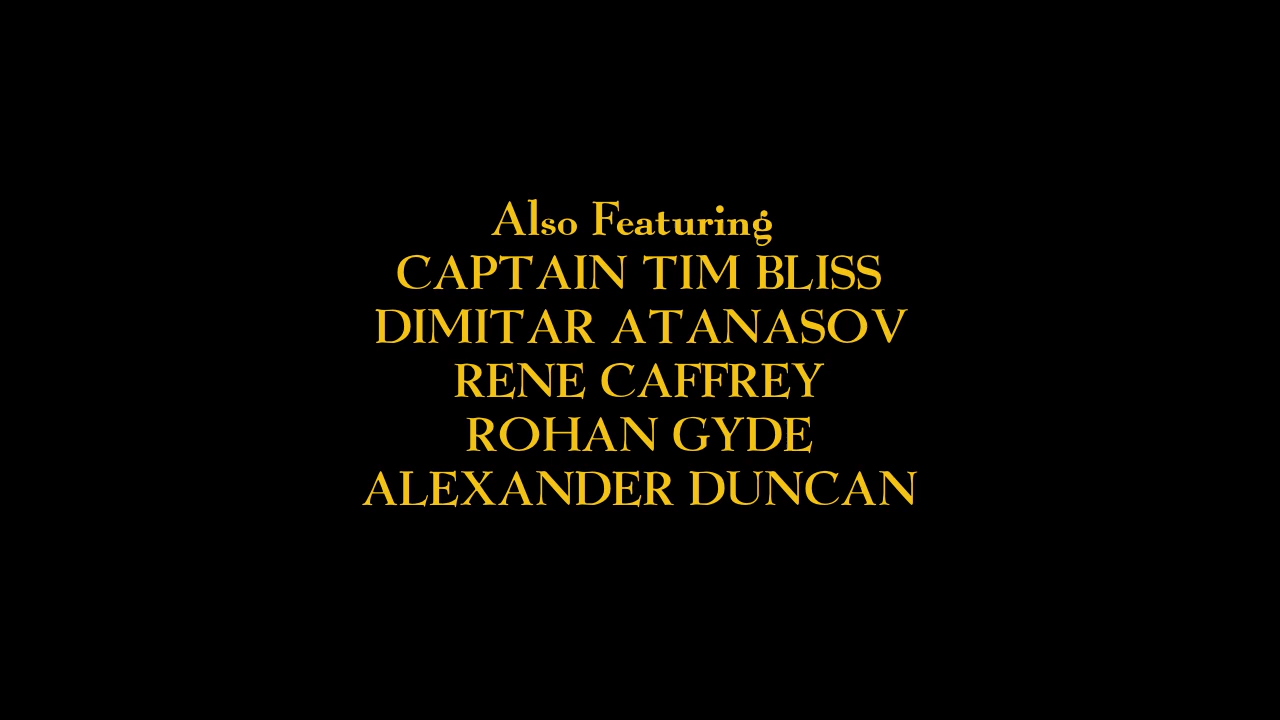 Also Featuring
CAPTAIN TIM BLISS
DIMITAR ATANASOV
RENE CAFFREY
ROHAN GYDE
ALEXANDER DUNCAN